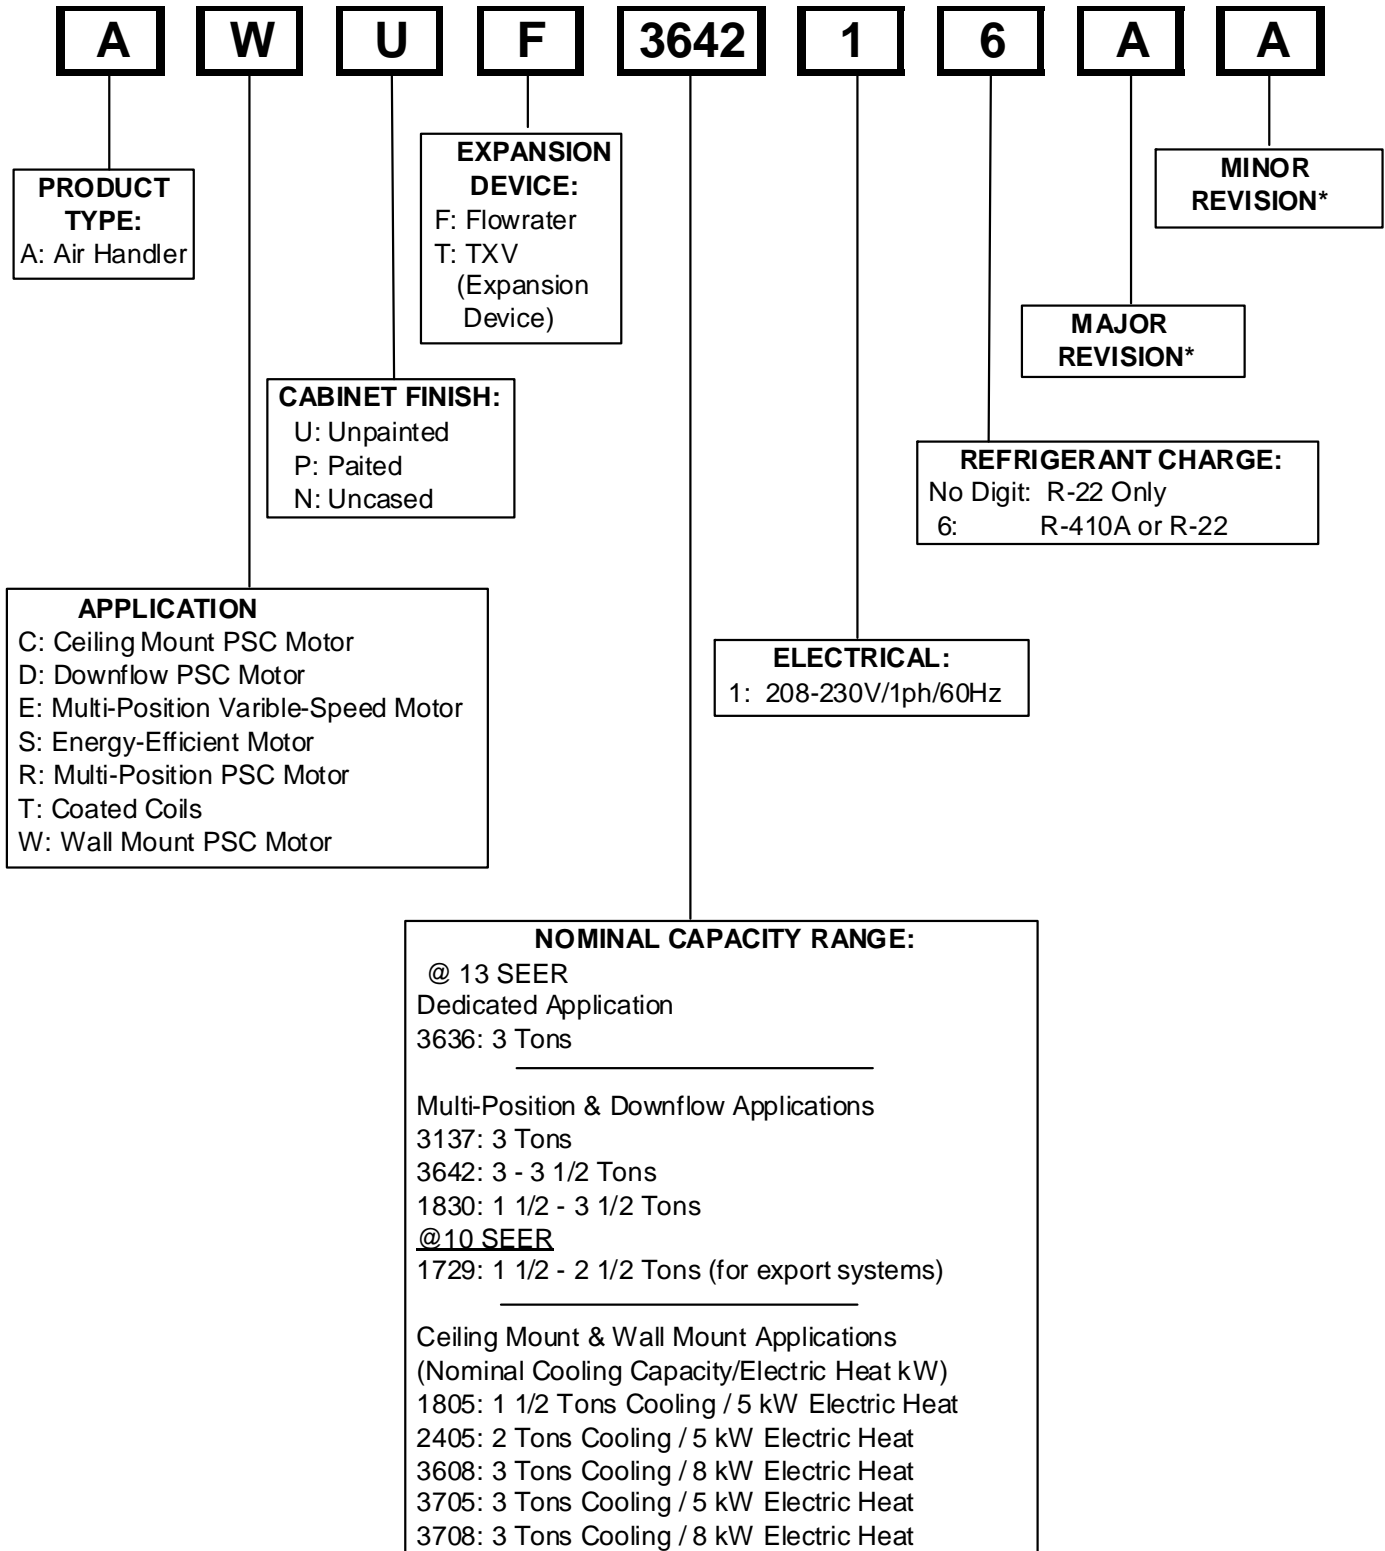 A W U F 3642 1 6 A A
PRODUCT
TYPE:
A: Air Handler
EXPANSION
DEVICE:
F: Flowrater
T: TXV
(Expansion
Device)
MINOR
REVISION*
MAJOR
REVISION*
CABINET FINISH:
U: Unpainted
P: Paited
N: Uncased
REFRIGERANT CHARGE:
No Digit: R-22 Only
6: R-410A or R-22
APPLICATION
C: Ceiling Mount PSC Motor
D: Downflow PSC Motor
E: Multi-Position Varible-Speed Motor
S: Energy-Efficient Motor
R: Multi-Position PSC Motor
T: Coated Coils
W: Wall Mount PSC Motor
ELECTRICAL:
1: 208-230V/1ph/60Hz
NOMINAL CAPACITY RANGE:
@ 13 SEER
Dedicated Application
3636: 3 Tons
Multi-Position & Downflow Applications
3137: 3 Tons
3642: 3 - 3 1/2 Tons
1830: 1 1/2 - 3 1/2 Tons
@10 SEER
1729: 1 1/2 - 2 1/2 Tons (for export systems)
Ceiling Mount & Wall Mount Applications
(Nominal Cooling Capacity/Electric Heat kW)
1805: 1 1/2 Tons Cooling / 5 kW Electric Heat
2405: 2 Tons Cooling / 5 kW Electric Heat
3608: 3 Tons Cooling / 8 kW Electric Heat
3705: 3 Tons Cooling / 5 kW Electric Heat
3708: 3 Tons Cooling / 8 kW Electric Heat